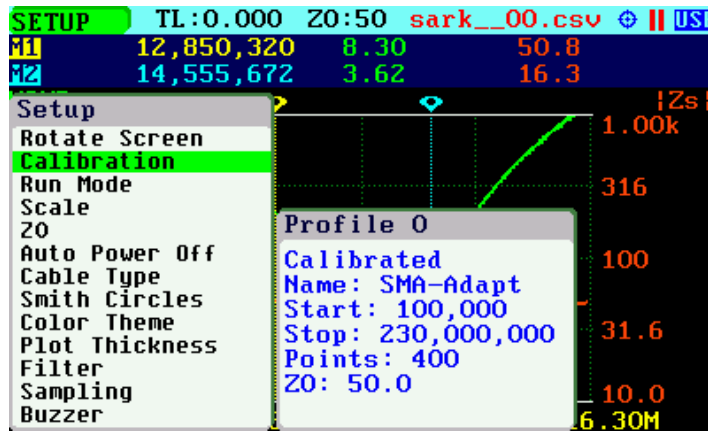 SETUP TL:0.000 Z0:50 sark__00.csv USB
M1 12,850,320 8.30 50.8
M2 14,555,672 3.62 16.3
|Zs|
Setup
Rotate Screen
Calibration
Run Mode
Scale
Z0
Auto Power Off
Cable Type
Smith Circles
Color Theme
Plot Thickness
Filter
Sampling
Buzzer
Profile 0
Calibrated
Name: SMA-Adapt
Start: 100,000
Stop: 230,000,000
Points: 400
Z0: 50.0
1.00k
316
100
31.6
10.0
6.30M